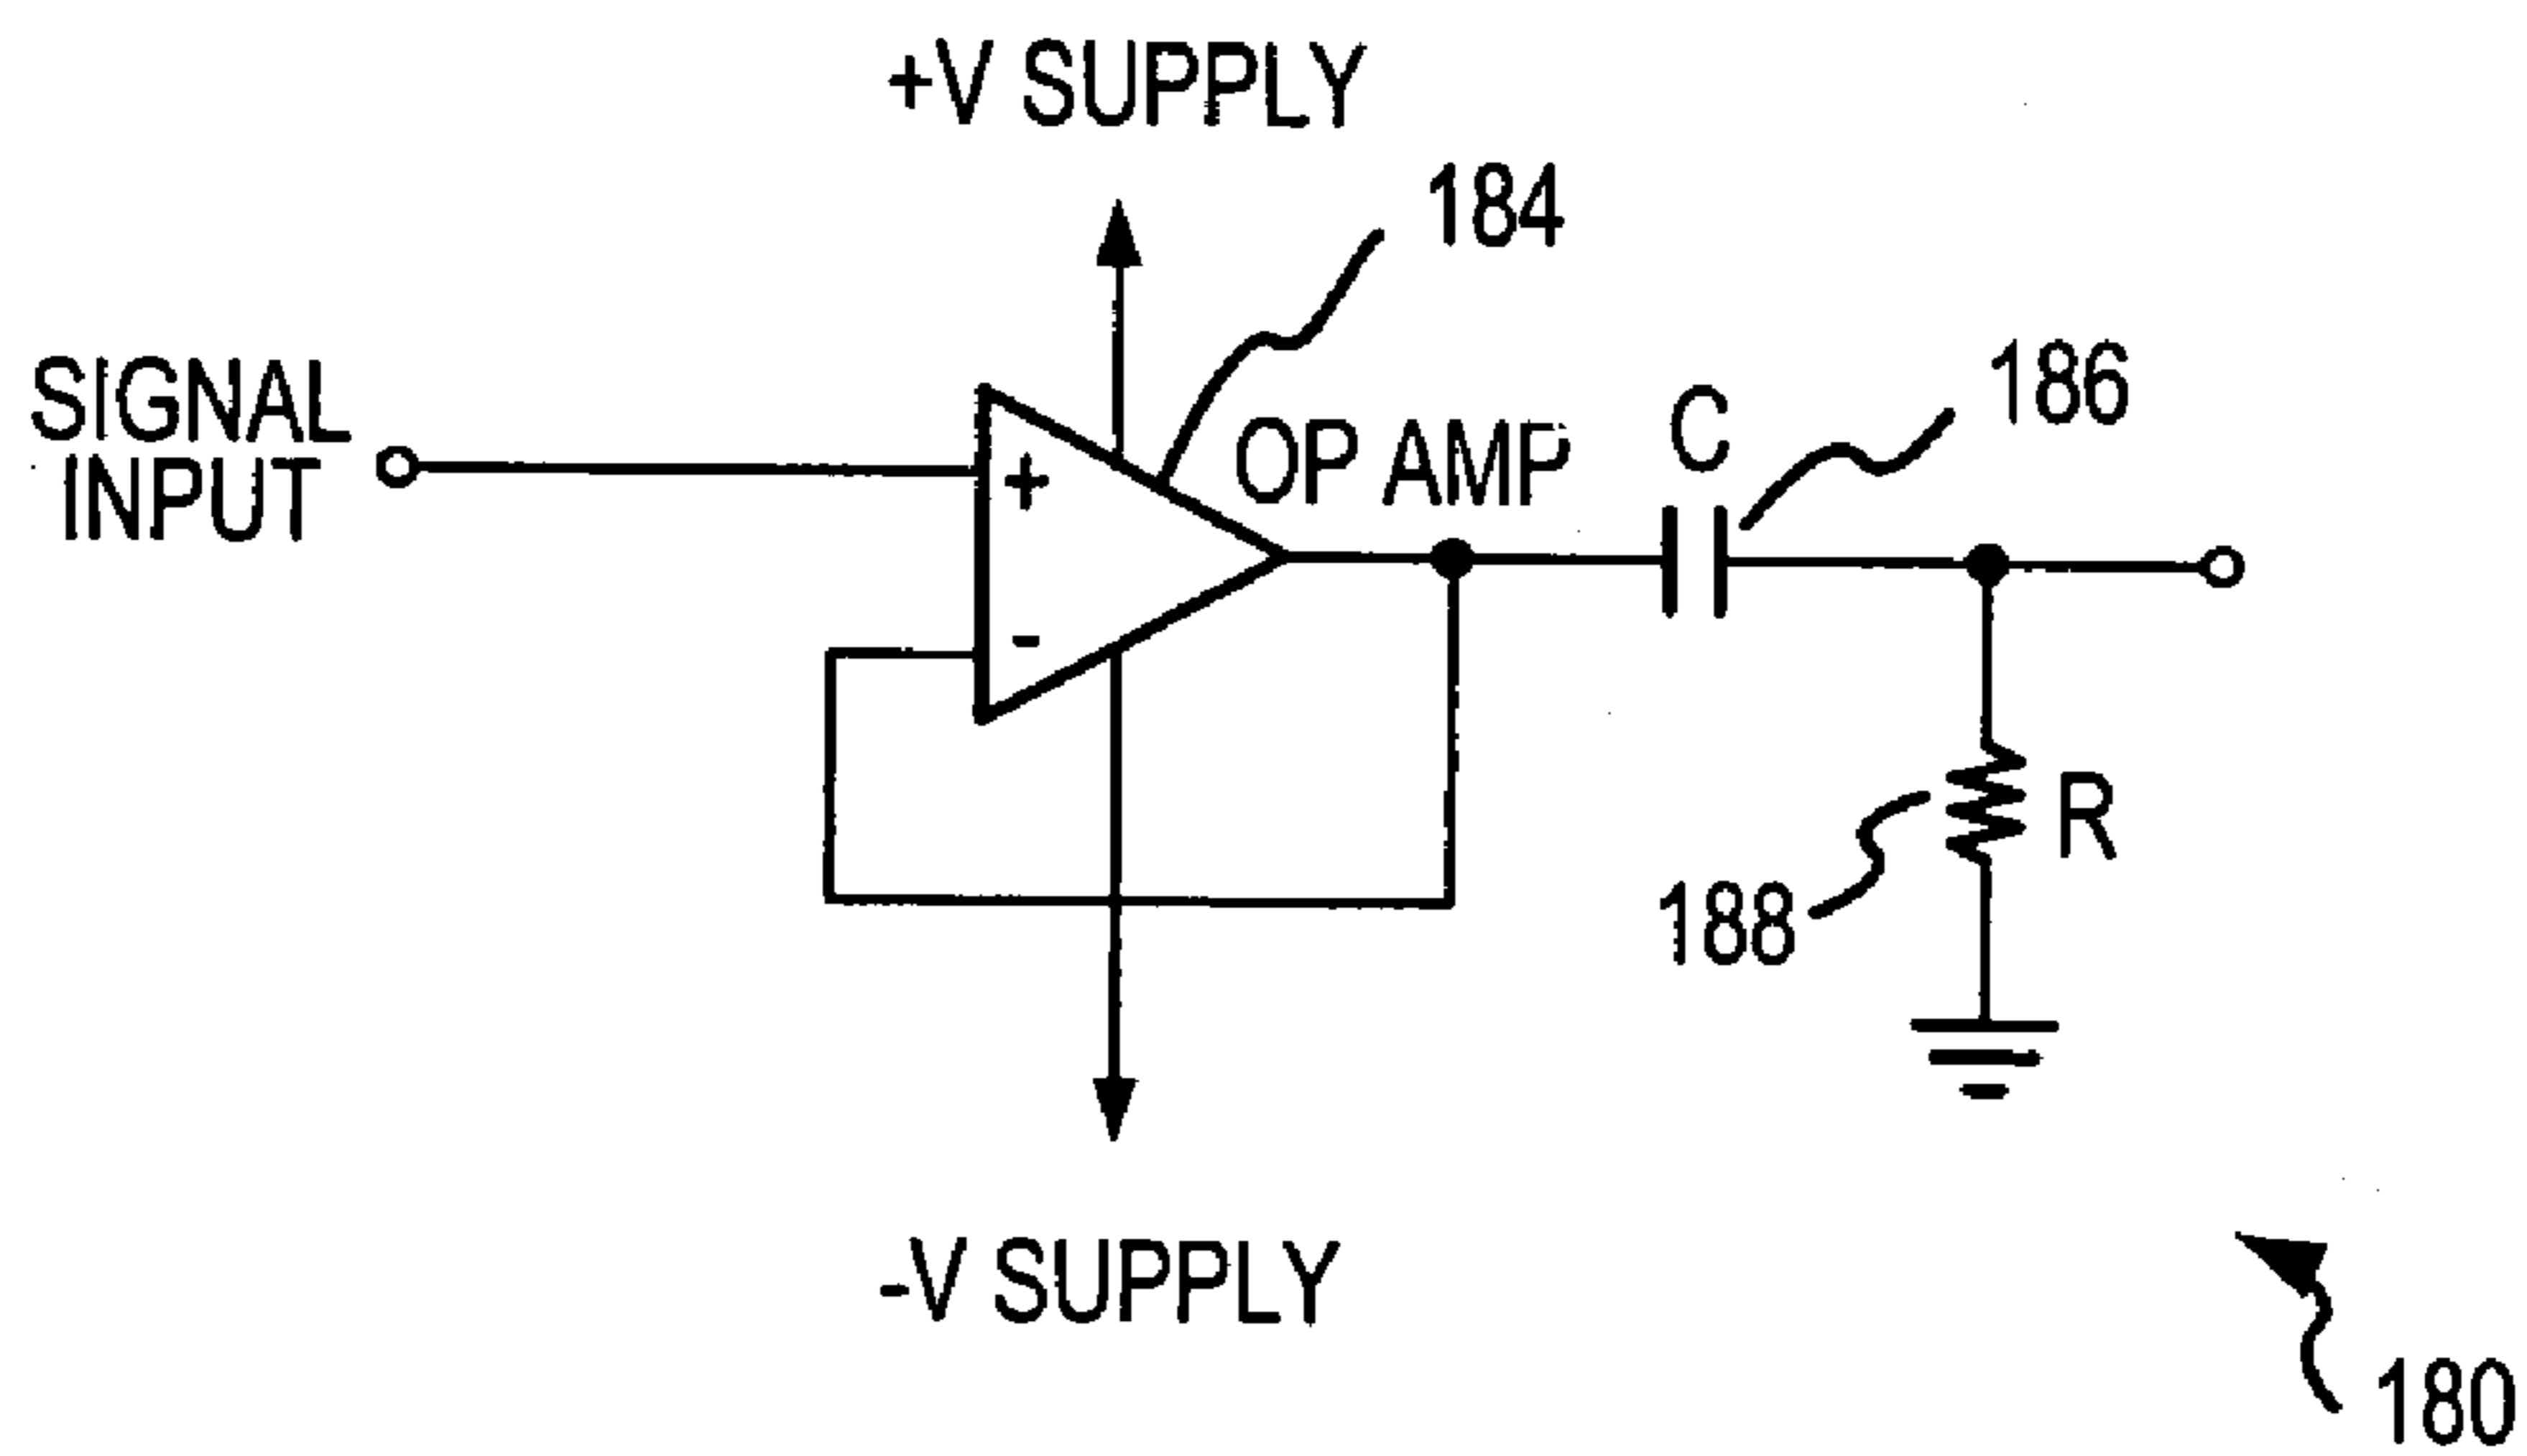 +V SUPPLY
184
SIGNAL
INPUT
+
OP AMP
C
186
-
R
188
-V SUPPLY
180